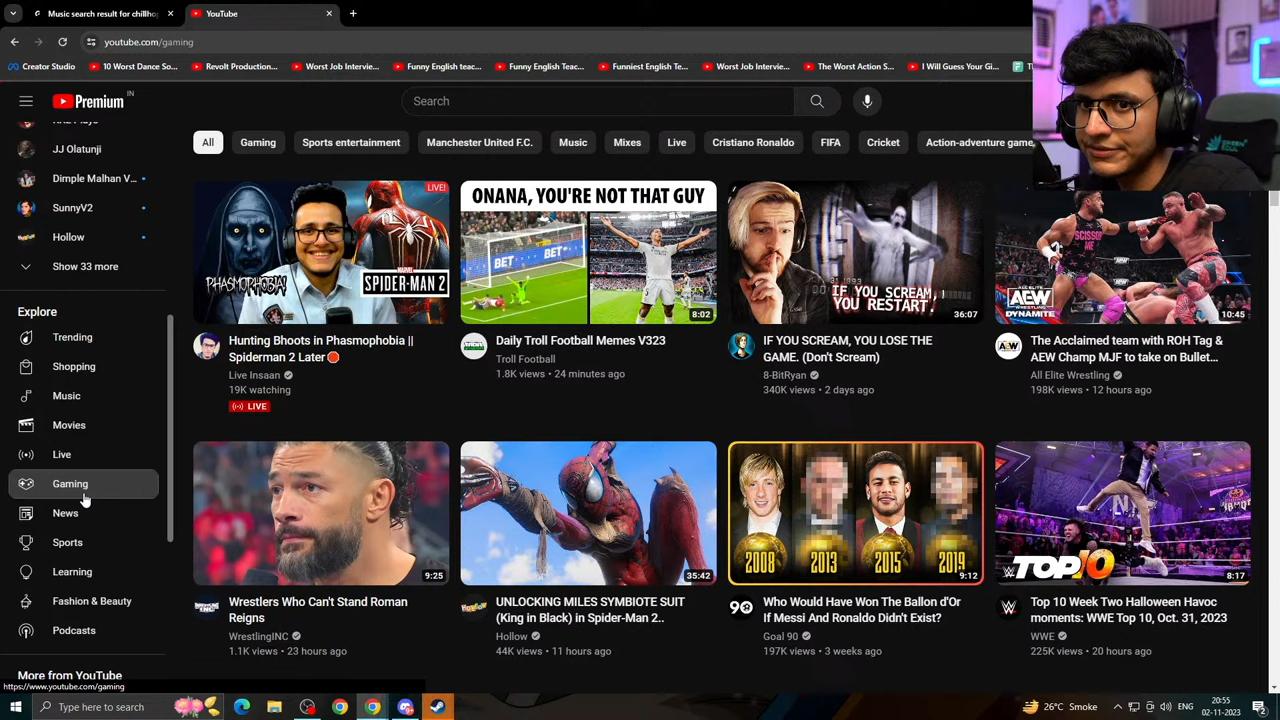 Music search result for chillhop
YouTube
youtube.com/gaming
Creator Studio
10 Worst Dance So...
Revolt Production...
Worst Job Intervie...
Funny English teac...
Funny English Tea...
Funniest English Te...
Worst Job Intervie...
The Worst Action S...
I Will Guess Your Gi...
Premium IN
Search
JJ Olatunji
Dimple Malhan V...
SunnyV2
Hollow
Show 33 more
Explore
Trending
Shopping
Music
Movies
Live
Gaming
News
Sports
Learning
Fashion & Beauty
Podcasts
More from YouTube
https://www.youtube.com/gaming
All
Gaming
Sports entertainment
Manchester United F.C.
Music
Mixes
Live
Cristiano Ronaldo
FIFA
Cricket
Action-adventure game
LIVE!
PHASMOPHOBIA!
MARVEL
SPIDER-MAN 2
Hunting Bhoots in Phasmophobia ||
Spiderman 2 Later
Live Insaan
19K watching
LIVE
ONANA, YOU'RE NOT THAT GUY
BET
BET
8:02
Daily Troll Football Memes V323
Troll Football
1.8K views • 24 minutes ago
IF YOU SCREAM,
YOU RESTART.
36:07
IF YOU SCREAM, YOU LOSE THE
GAME. (Don't Scream)
8-BitRyan
340K views • 2 days ago
SCISSOR
ME
AEW
DYNAMITE
10:45
The Acclaimed team with ROH Tag &
AEW Champ MJF to take on Bullet...
All Elite Wrestling
198K views • 12 hours ago
9:25
Wrestlers Who Can't Stand Roman
Reigns
WrestlingINC
1.1K views • 23 hours ago
35:42
UNLOCKING MILES SYMBIOTE SUIT
(King in Black) in Spider-Man 2..
Hollow
44K views • 11 hours ago
2008
2013
2015
2019
9:12
Who Would Have Won The Ballon d'Or
If Messi And Ronaldo Didn't Exist?
Goal 90
197K views • 3 weeks ago
TOP 10
8:17
Top 10 Week Two Halloween Havoc
moments: WWE Top 10, Oct. 31, 2023
WWE
225K views • 20 hours ago
Type here to search
26°C Smoke
ENG
20:55
02-11-2023
2